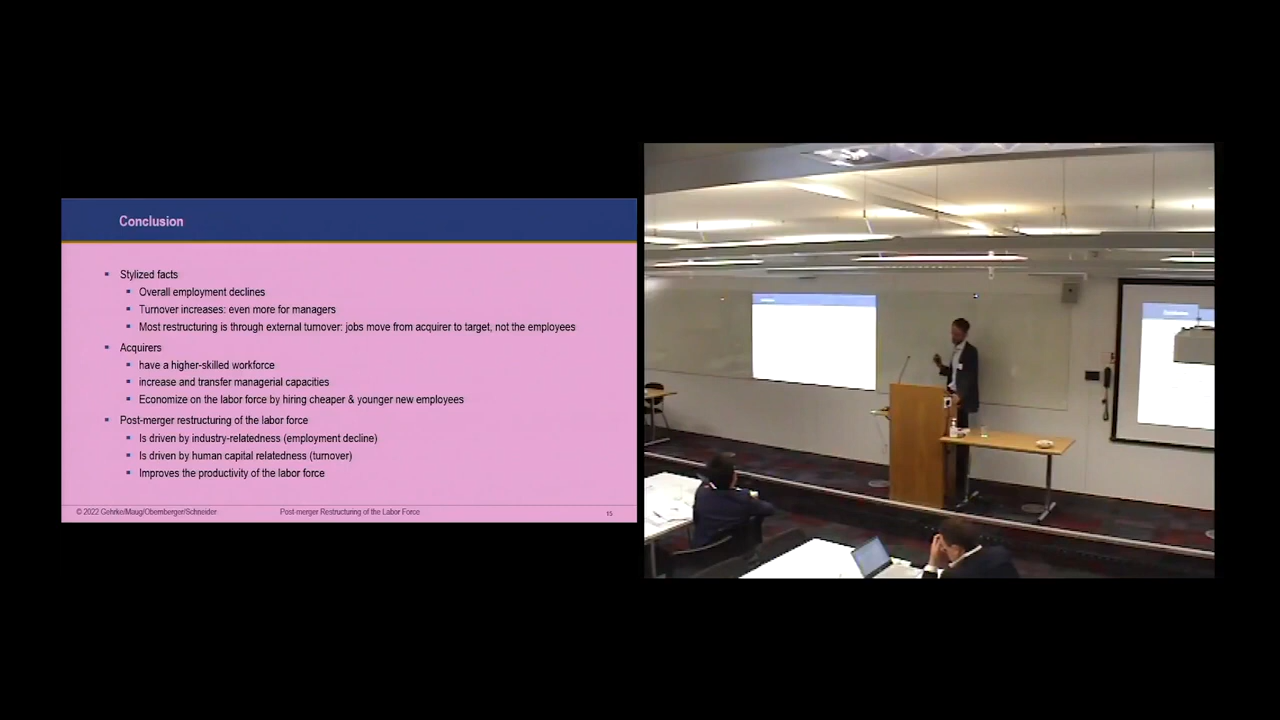 Conclusion
Stylized facts
Overall employment declines
Turnover increases: even more for managers
Most restructuring is through external turnover: jobs move from acquirer to target, not the employees
Acquirers
have a higher-skilled workforce
increase and transfer managerial capacities
Economize on the labor force by hiring cheaper & younger new employees
Post-merger restructuring of the labor force
Is driven by industry-relatedness (employment decline)
Is driven by human capital relatedness (turnover)
Improves the productivity of the labor force
© 2022 Gehrke/Maug/Obernberger/Schneider Post-merger Restructuring of the Labor Force 15